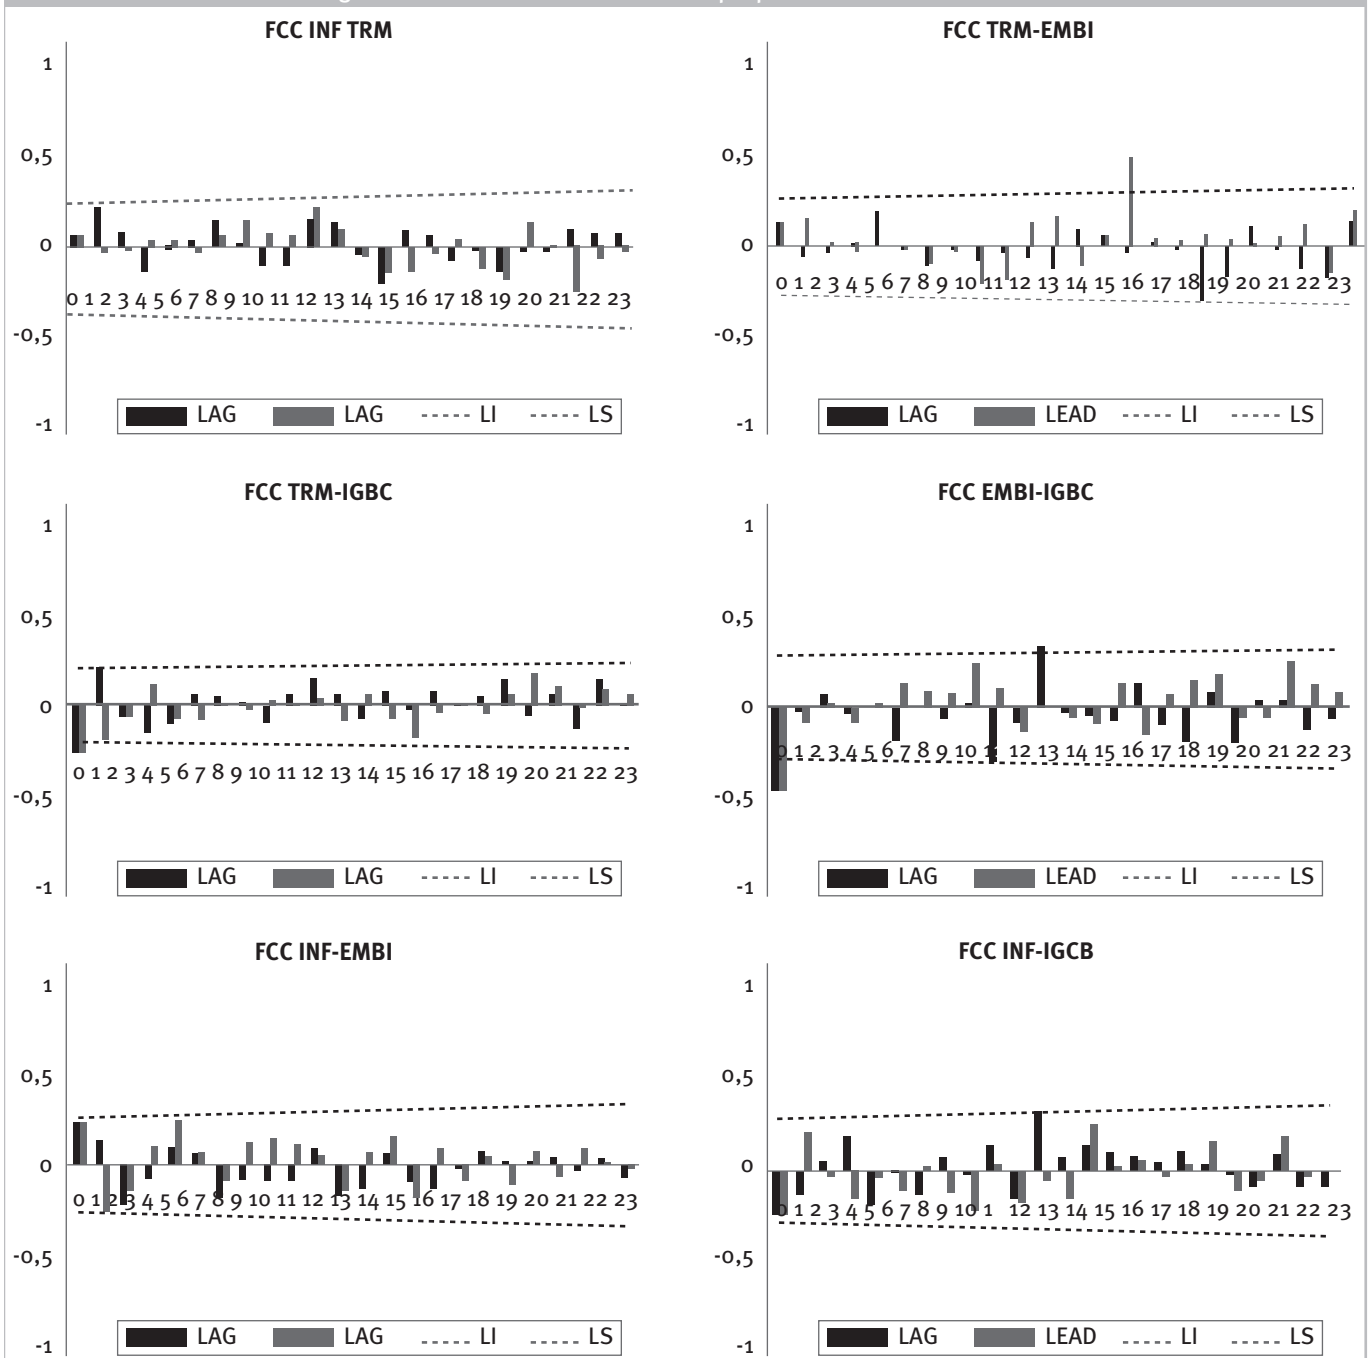 FCC INF TRM
1
0,5
0
-0,5
-1
0 1 2 3 4 5 6 7 8 9 10 11 12 13 14 15 16 17 18 19 20 21 22 23
LAG LAG LI LS
FCC TRM-EMBI
1
0,5
0
-0,5
-1
0 1 2 3 4 5 6 7 8 9 10 11 12 13 14 15 16 17 18 19 20 21 22 23
LAG LEAD LI LS
FCC TRM-IGBC
1
0,5
0
-0,5
-1
0 1 2 3 4 5 6 7 8 9 10 11 12 13 14 15 16 17 18 19 20 21 22 23
LAG LAG LI LS
FCC EMBI-IGBC
1
0,5
0
-0,5
-1
0 1 2 3 4 5 6 7 8 9 10 11 12 13 14 15 16 17 18 19 20 21 22 23
LAG LEAD LI LS
FCC INF-EMBI
1
0,5
0
-0,5
-1
0 1 2 3 4 5 6 7 8 9 10 11 12 13 14 15 16 17 18 19 20 21 22 23
LAG LAG LI LS
FCC INF-IGCB
1
0,5
0
-0,5
-1
0 1 2 3 4 5 6 7 8 9 10 1 12 13 14 15 16 17 18 19 20 21 22 23
LAG LEAD LI LS